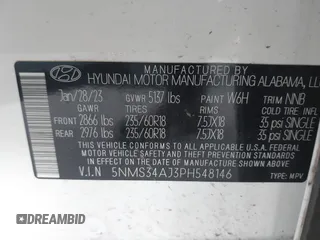 MANUFACTURED BY
HYUNDAI MOTOR MANUFACTURING ALABAMA, LL
Jan/28/23 GVWR 5137 lbs PAINT W6H TRIM NNB
GAWR TIRES RIMS COLD TIRE INFL
FRONT 2866 lbs 235/60R18 7.5JX18 35 psi SINGLE
REAR 2976 lbs 235/60R18 7.5JX18 35 psi SINGLE
THIS VEHICLE CONFORMS TO ALL APPLICABLE U.S. FEDERAL MOTOR VEHICLE
SAFETY AND THEFT PREVENTION STANDARDS IN EFFECT ON THE DATE OF
MANUFACTURE SHOWN ABOVE.
V.I.N 5NMS34AJ3PH548146 TYPE: MPV
DEALERS AUCTION